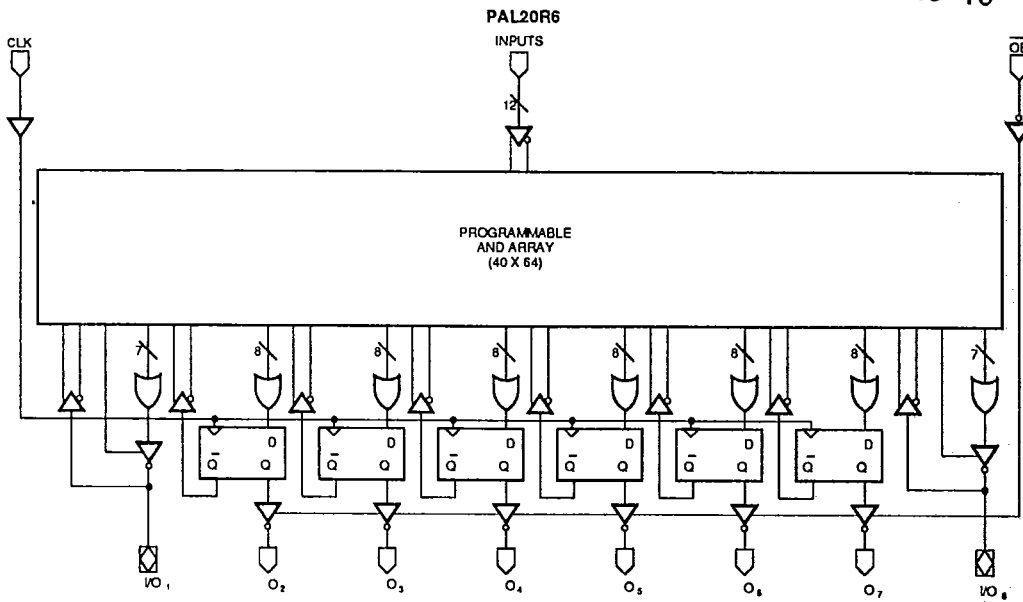 PAL20R6
CLK
INPUTS
12
PROGRAMMABLE
AND ARRAY
(40 X 64)
7 8 8 8 8 8 8 7
D D D D D D
Q̅ Q Q̅ Q Q̅ Q Q̅ Q Q̅ Q Q̅ Q
I/O₁ O₂ O₃ O₄ O₅ O₆ O₇ I/O₈